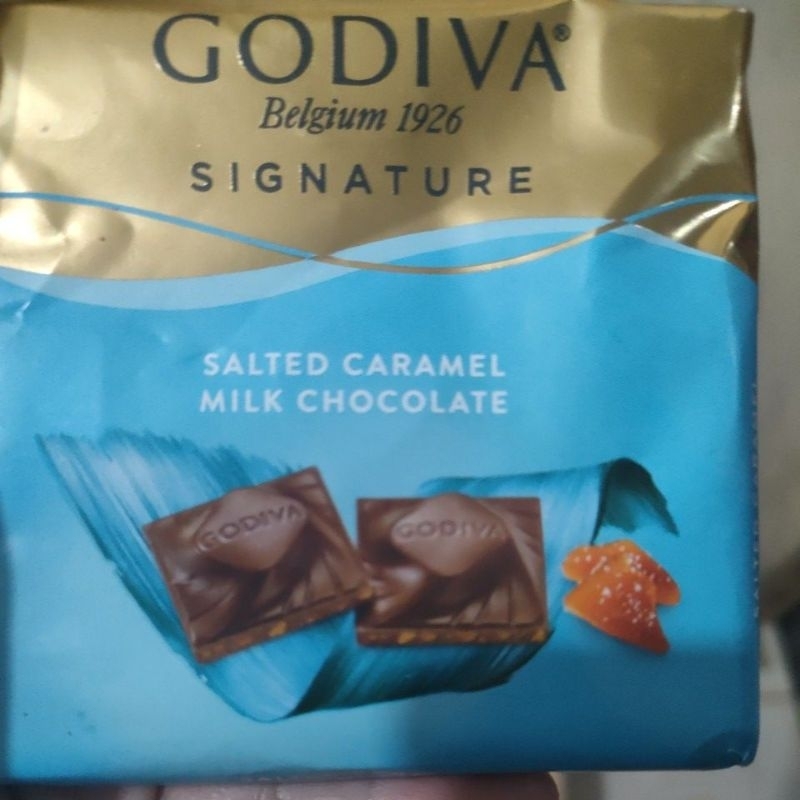 GODIVA®
Belgium 1926
SIGNATURE
SALTED CARAMEL
MILK CHOCOLATE
GODIVA
GODIVA